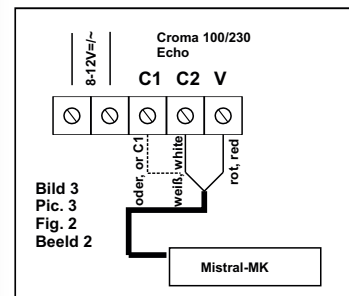 Croma 100/230
Echo
8-12V=/~
C1 C2 V
oder, or C1
weiß, white
rot, red
Bild 3
Pic. 3
Fig. 2
Beeld 2
Mistral-MK